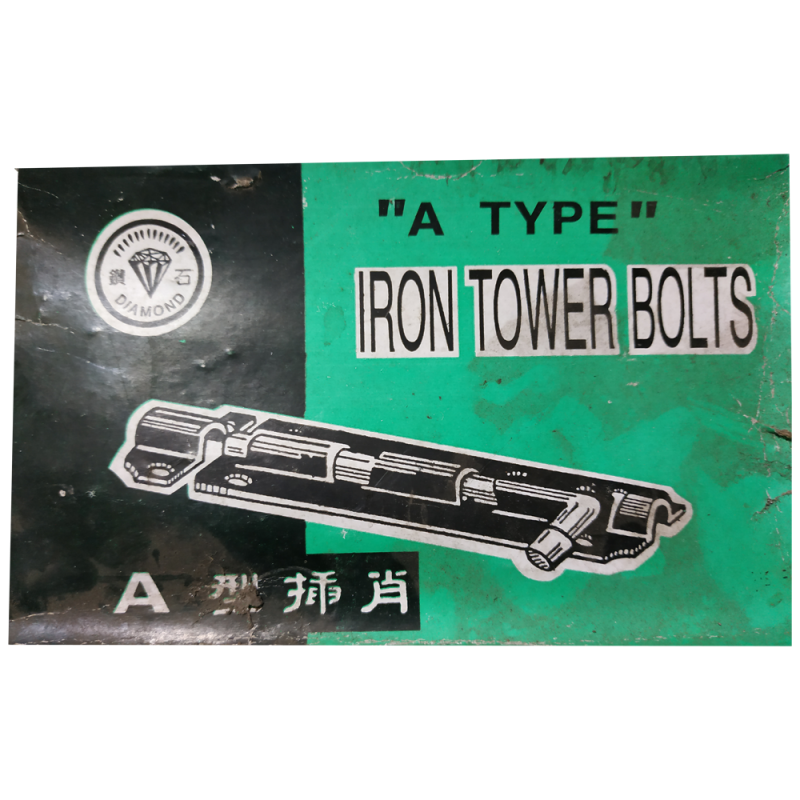 鑽 石
DIAMOND
"A TYPE"
IRON TOWER BOLTS
A 型 插 肖